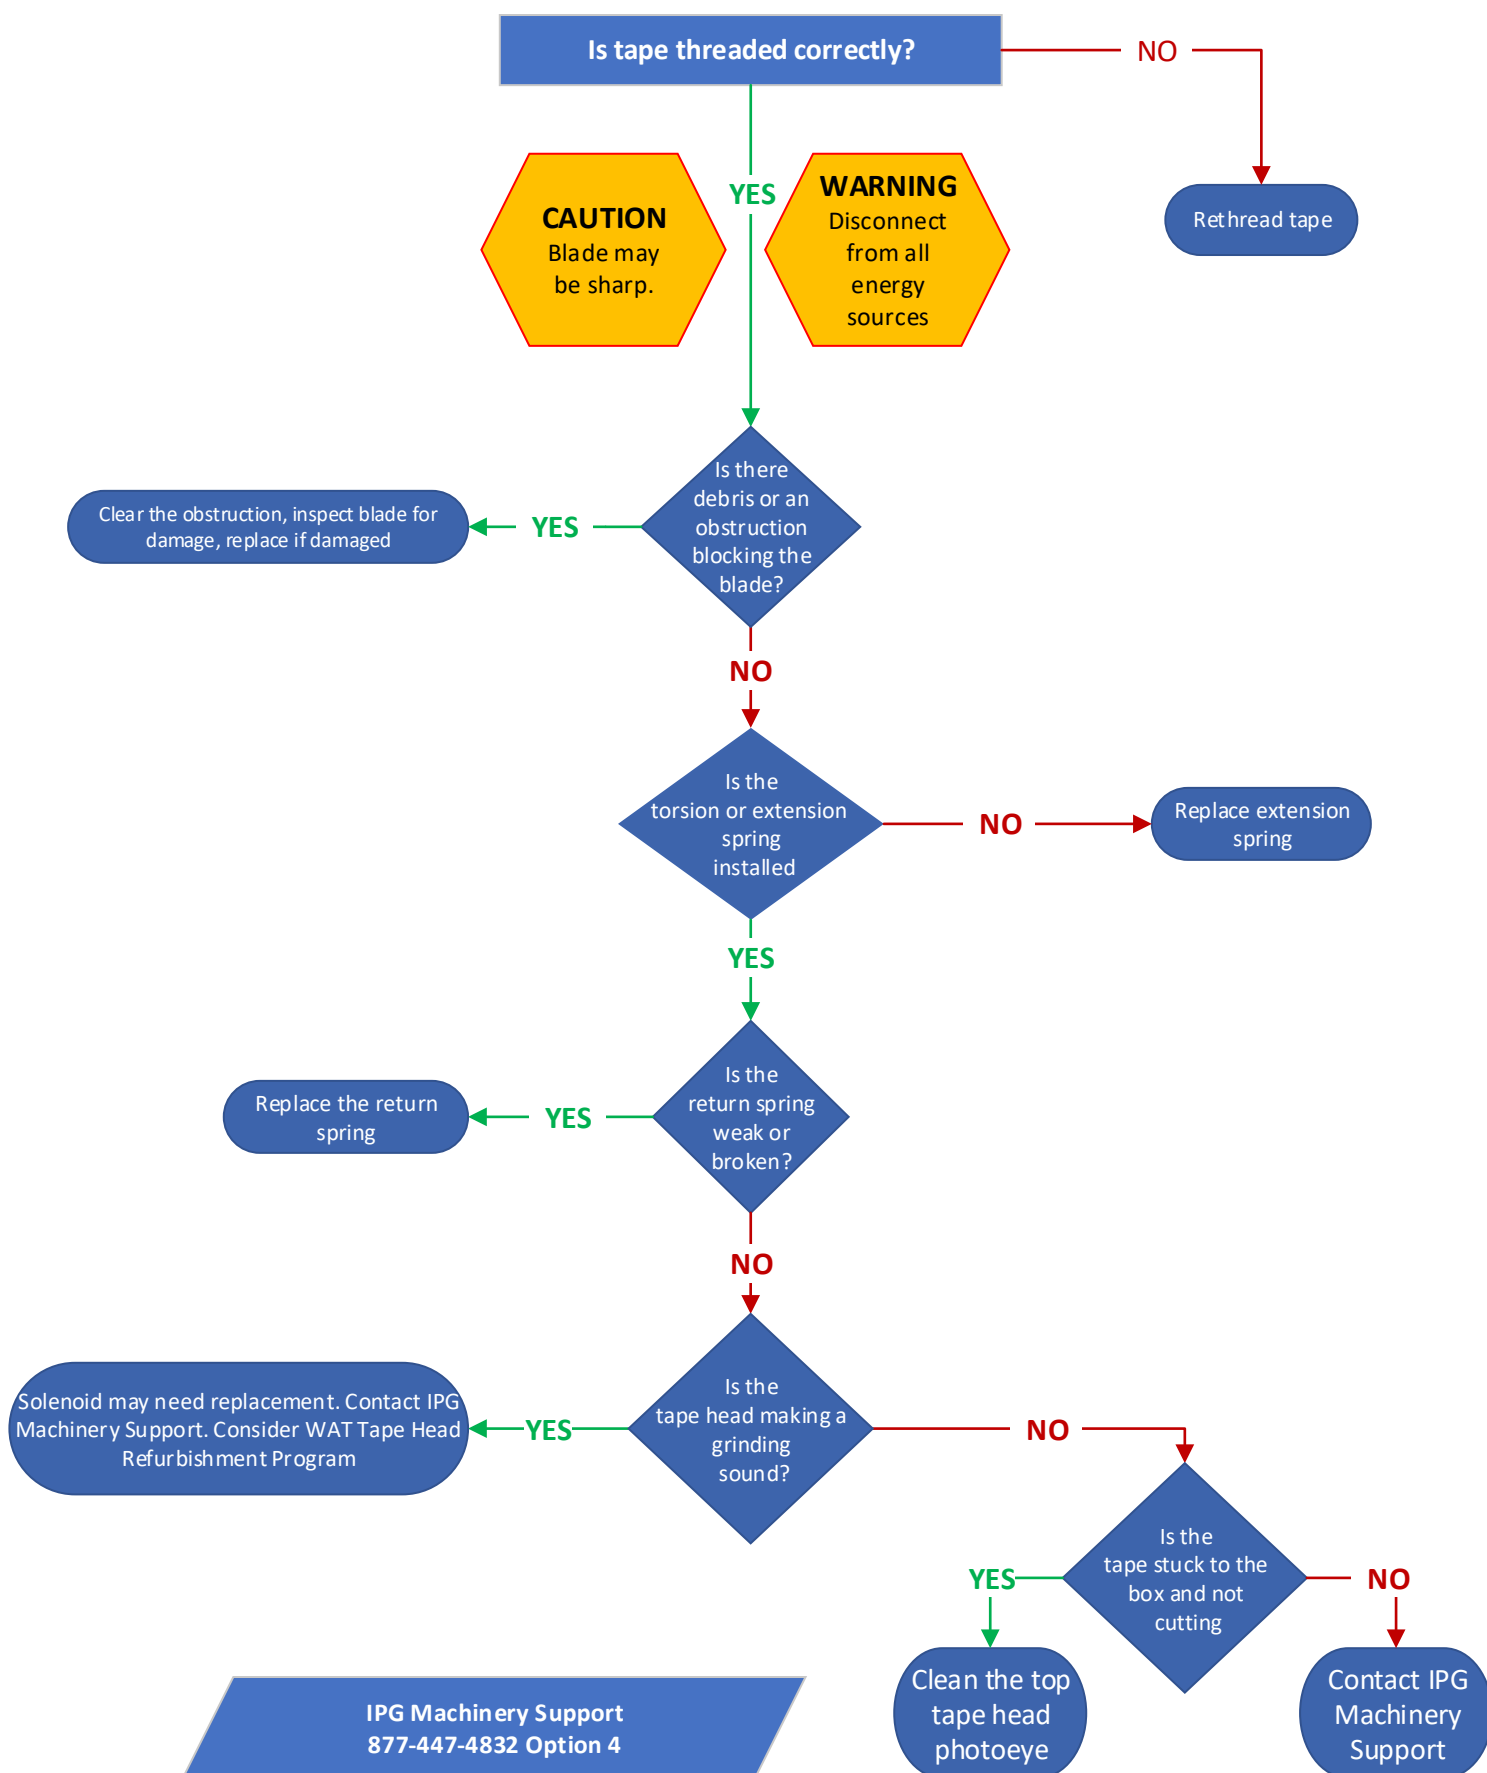 Is tape threaded correctly?
NO
YES
CAUTION
Blade may
be sharp.
WARNING
Disconnect
from all
energy
sources
Rethread tape
Is there
debris or an
obstruction
blocking the
blade?
YES
Clear the obstruction, inspect blade for
damage, replace if damaged
NO
Is the
torsion or extension
spring
installed
NO
Replace extension
spring
YES
Is the
return spring
weak or
broken?
YES
Replace the return
spring
NO
Is the
tape head making a
grinding
sound?
YES
Solenoid may need replacement. Contact IPG
Machinery Support. Consider WAT Tape Head
Refurbishment Program
NO
Is the
tape stuck to the
box and not
cutting
YES
Clean the top
tape head
photoeye
NO
Contact IPG
Machinery
Support
IPG Machinery Support
877-447-4832 Option 4